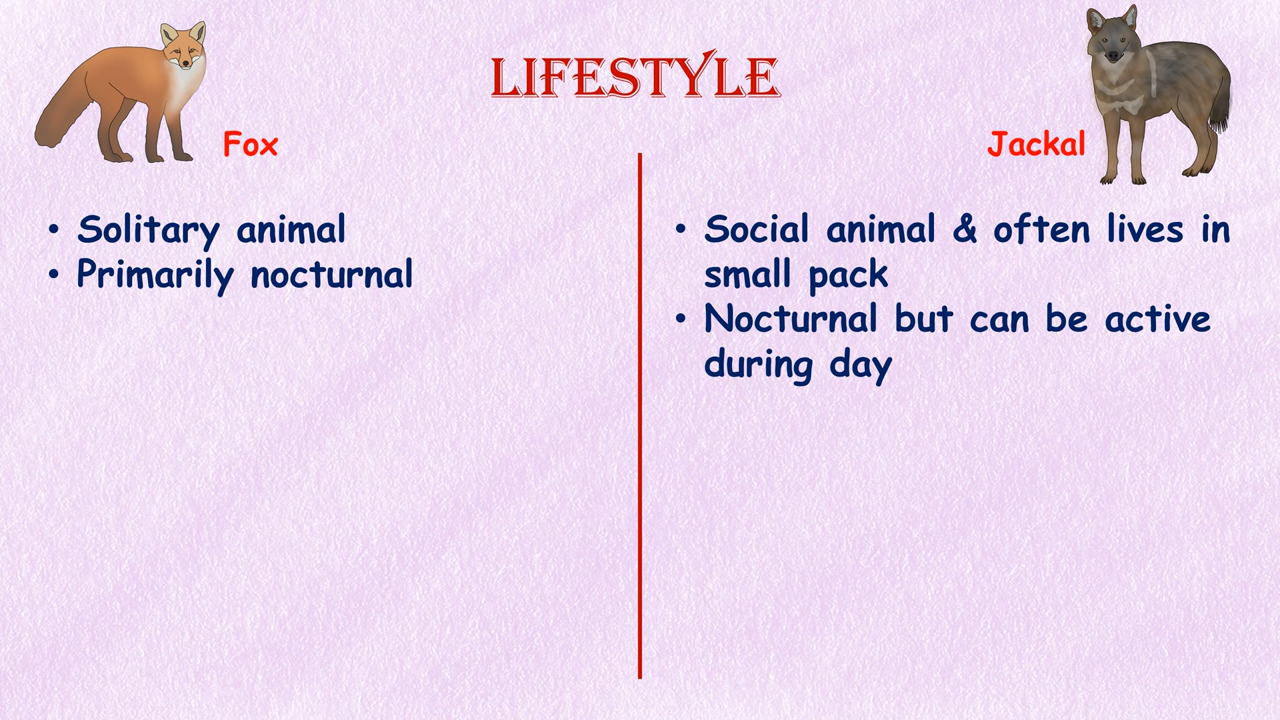 LIFESTYLE
Fox
Jackal
• Solitary animal
• Primarily nocturnal
• Social animal & often lives in
small pack
• Nocturnal but can be active
during day